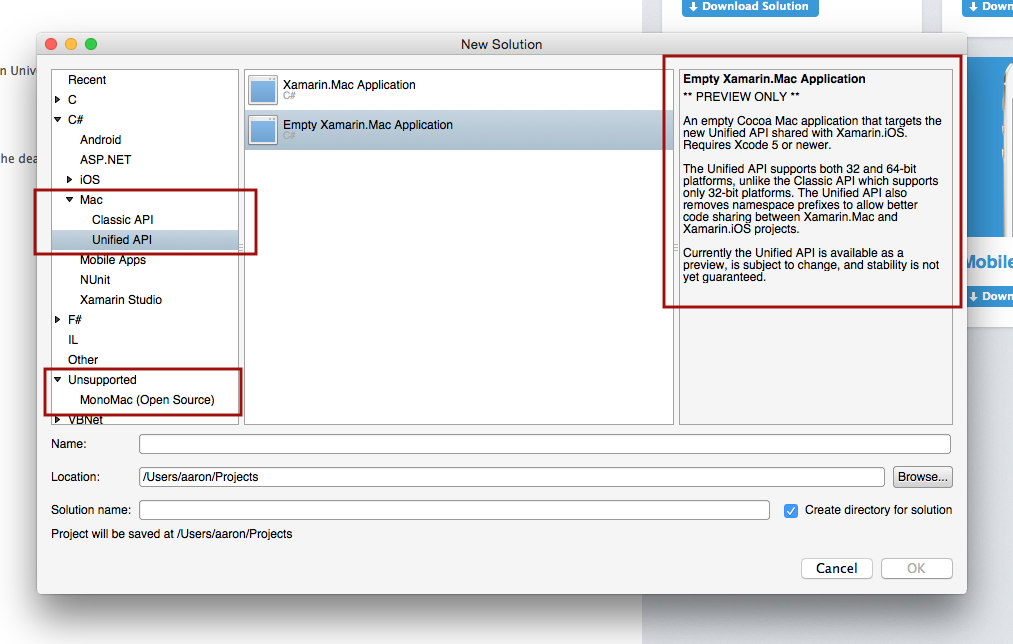 Download Solution
Down
n Univ
he dea
New Solution
Recent
C
C#
Android
ASP.NET
iOS
Mac
Classic API
Unified API
Mobile Apps
NUnit
Xamarin Studio
F#
IL
Other
Unsupported
MonoMac (Open Source)
VBNet
Xamarin.Mac Application
C#
Empty Xamarin.Mac Application
C#
Empty Xamarin.Mac Application
** PREVIEW ONLY **
An empty Cocoa Mac application that targets the
new Unified API shared with Xamarin.iOS.
Requires Xcode 5 or newer.
The Unified API supports both 32 and 64-bit
platforms, unlike the Classic API which supports
only 32-bit platforms. The Unified API also
removes namespace prefixes to allow better
code sharing between Xamarin.Mac and
Xamarin.iOS projects.
Currently the Unified API is available as a
preview, is subject to change, and stability is not
yet guaranteed.
Mobile
Down
Name:
Location: /Users/aaron/Projects Browse...
Solution name: Create directory for solution
Project will be saved at /Users/aaron/Projects
Cancel OK